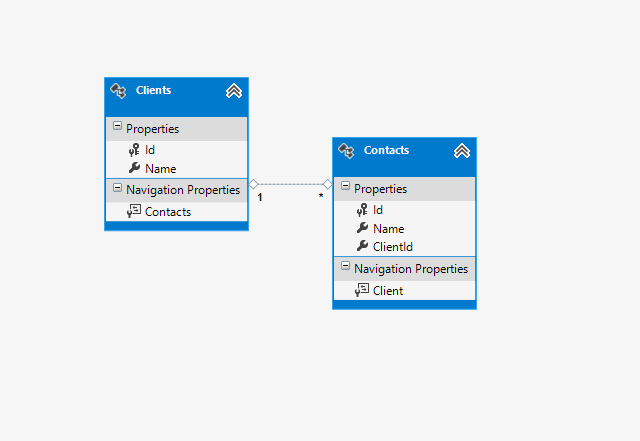 Clients
Properties
Id
Name
Navigation Properties
Contacts
1
*
Contacts
Properties
Id
Name
ClientId
Navigation Properties
Client